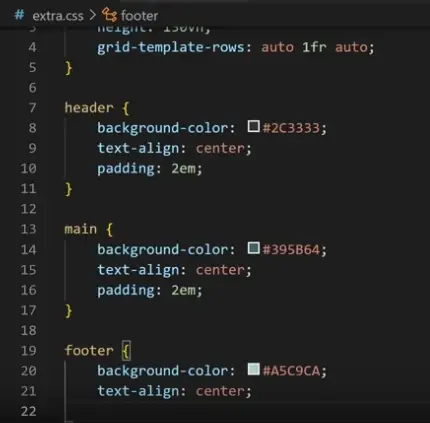 # extra.css > footer
3 height: 130vh;
4 grid-template-rows: auto 1fr auto;
5 }
6
7 header {
8 background-color: #2C3333;
9 text-align: center;
10 padding: 2em;
11 }
12
13 main {
14 background-color: #395B64;
15 text-align: center;
16 padding: 2em;
17 }
18
19 footer {
20 background-color: #A5C9CA;
21 text-align: center;
22